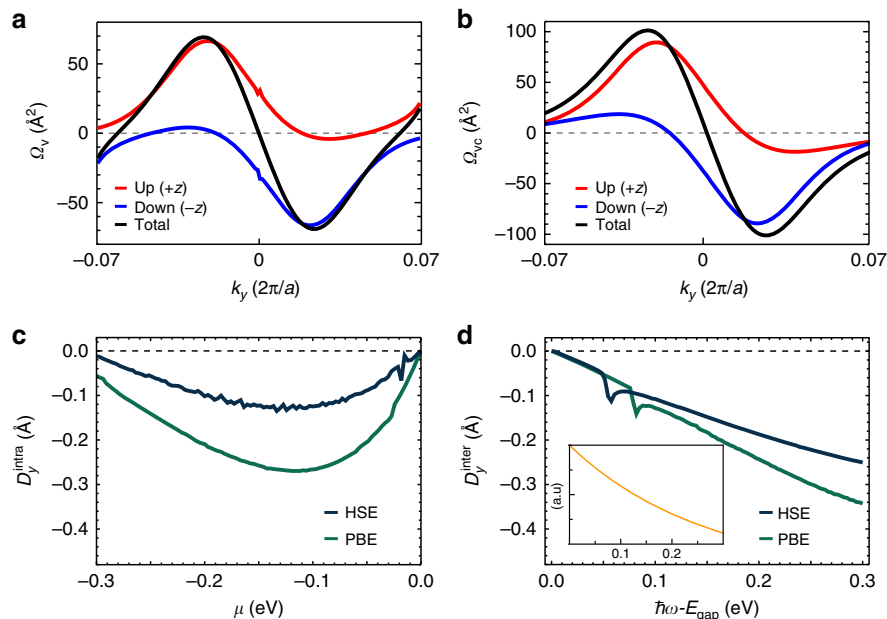 a
50
0
−50
Ω_v (Å²)
Up (+z)
Down (−z)
Total
−0.07
0
0.07
k_y (2π/a)
b
100
50
0
−50
−100
Ω_vc (Å²)
Up (+z)
Down (−z)
Total
−0.07
0
0.07
k_y (2π/a)
c
0.0
−0.1
−0.2
−0.3
−0.4
D_y^intra (Å)
HSE
PBE
−0.3
−0.2
−0.1
0.0
μ (eV)
d
0.0
−0.1
−0.2
−0.3
−0.4
D_y^inter (Å)
(a.u)
0.1
0.2
HSE
PBE
0.0
0.1
0.2
0.3
ħω-E_gap (eV)